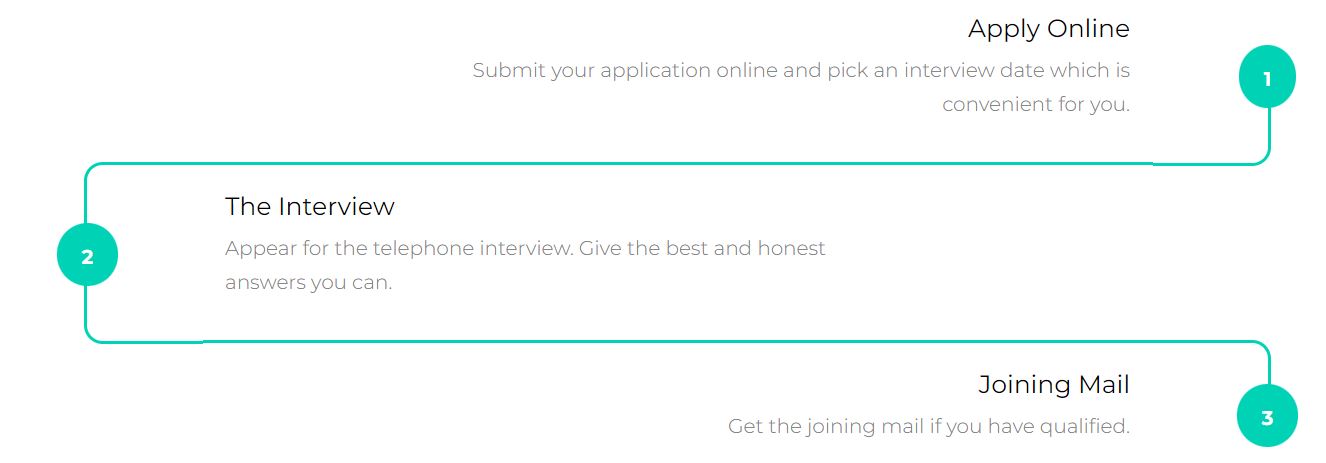 Apply Online
Submit your application online and pick an interview date which is
convenient for you.
1
The Interview
Appear for the telephone interview. Give the best and honest
answers you can.
2
Joining Mail
Get the joining mail if you have qualified.
3